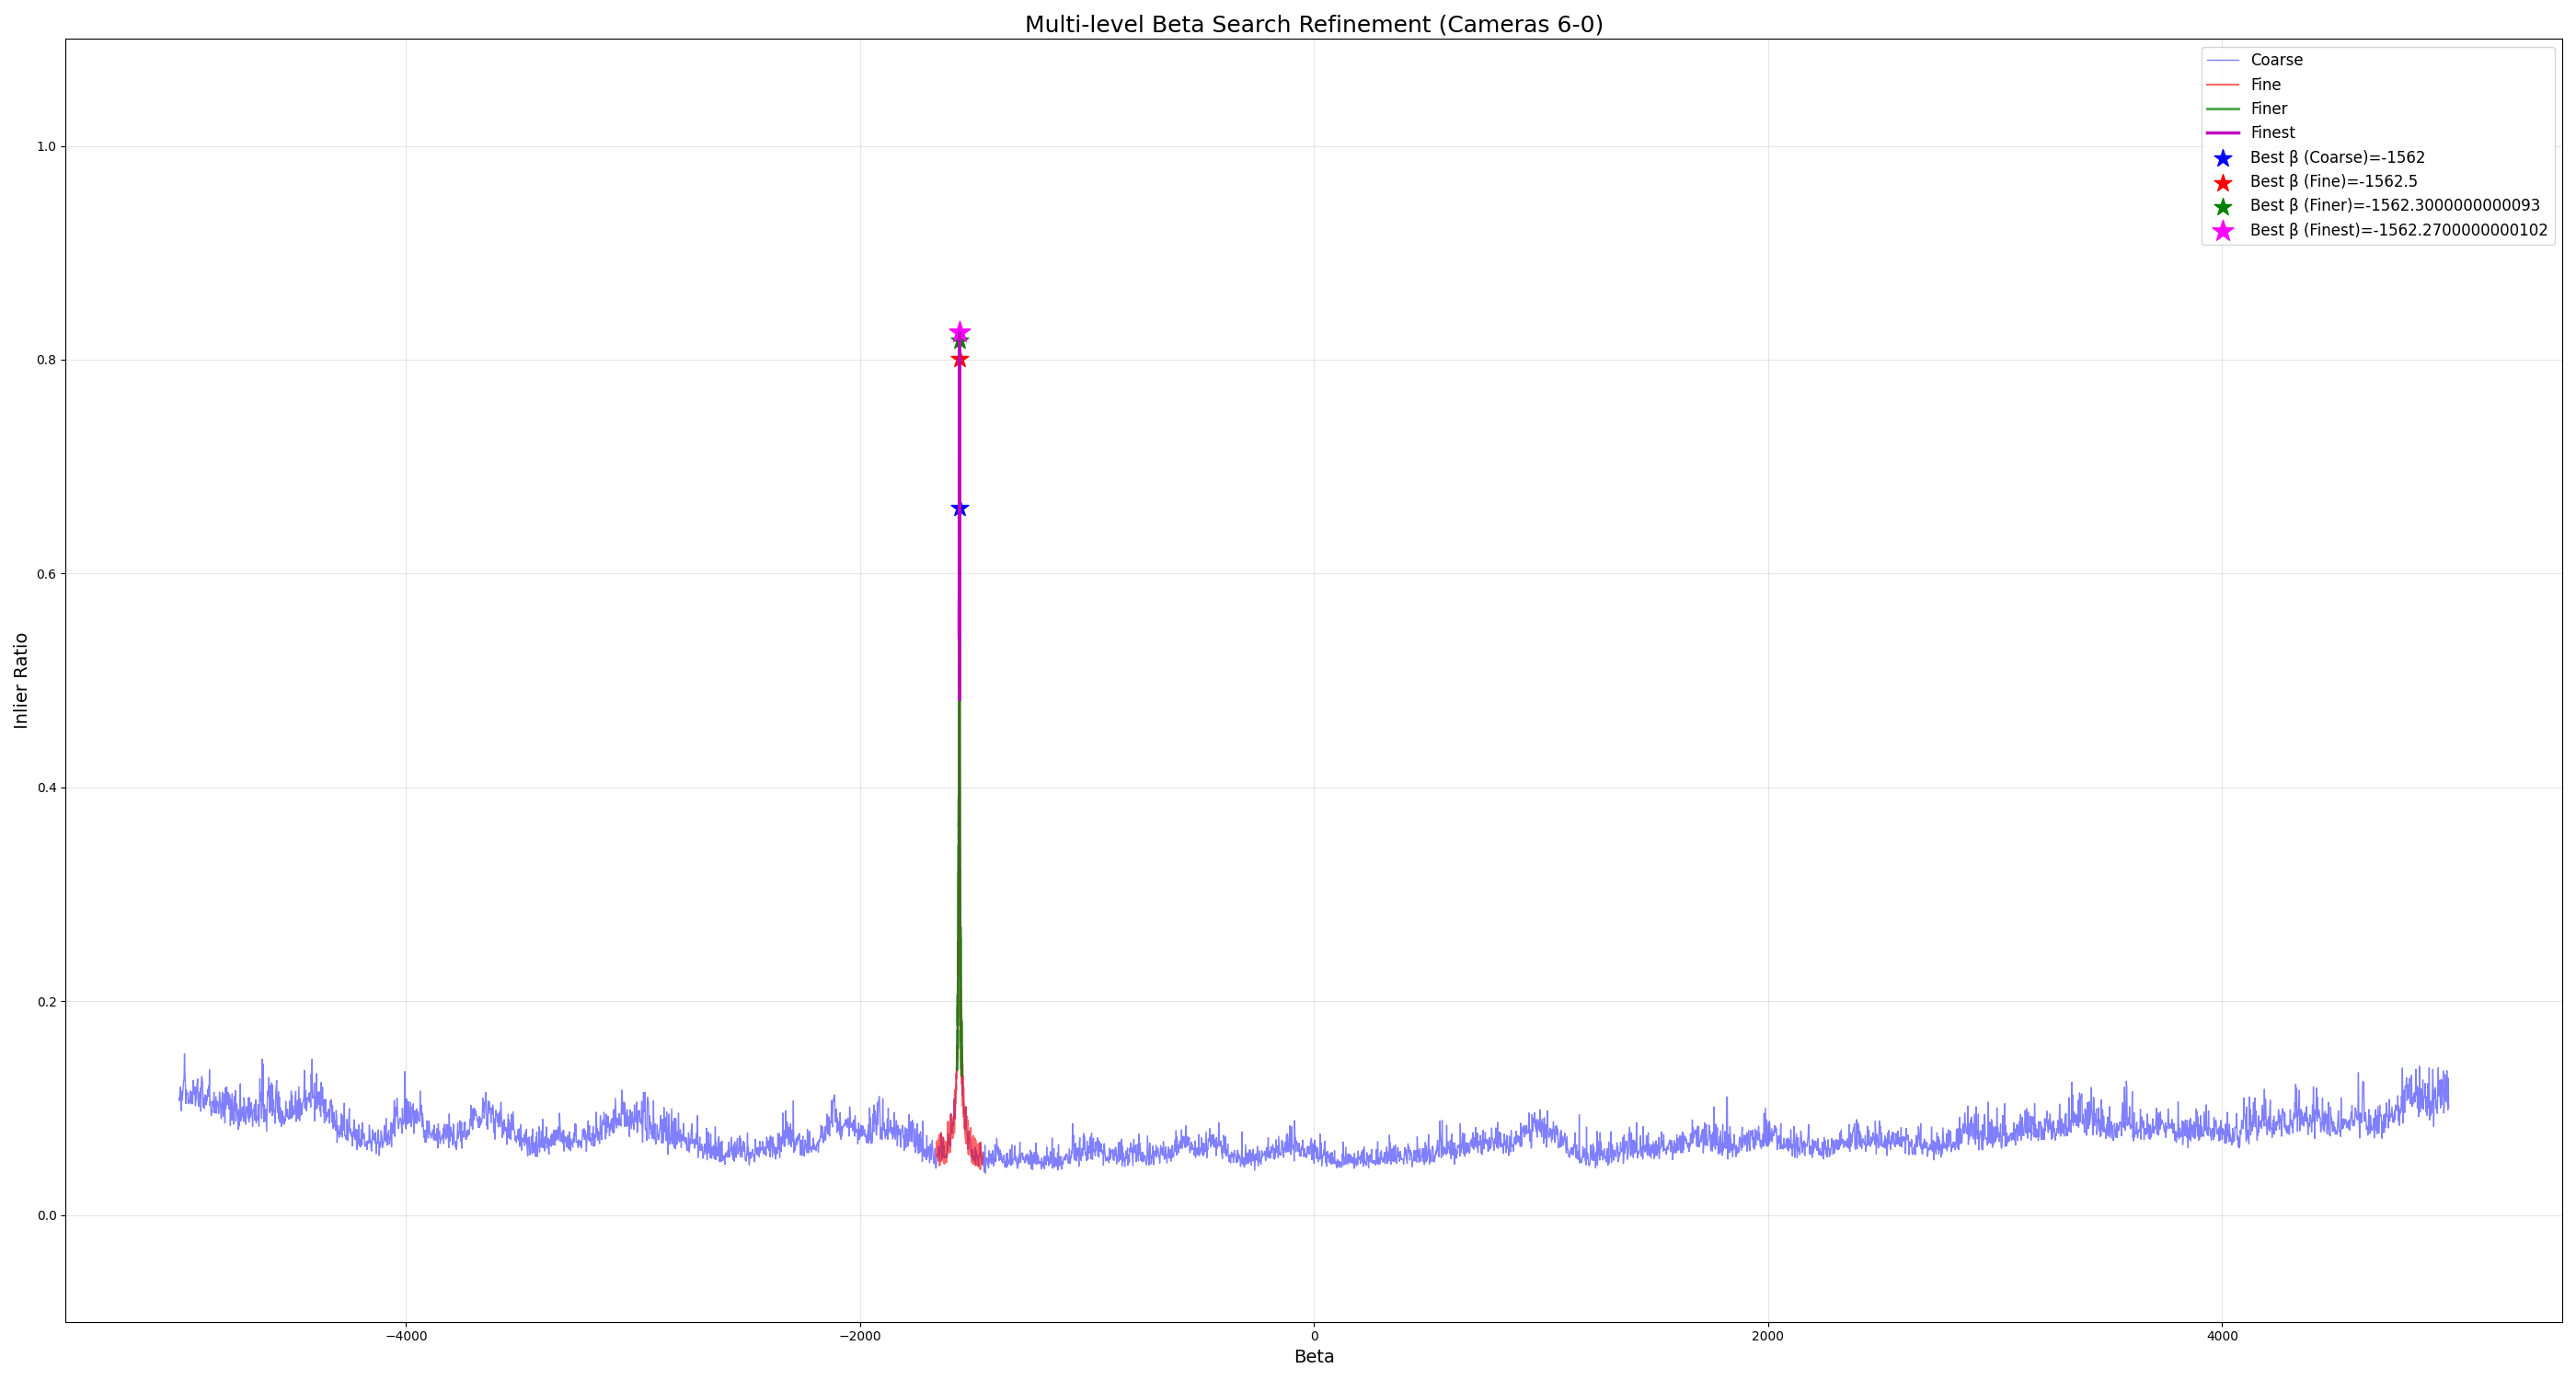 Multi-level Beta Search Refinement (Cameras 6-0)
Coarse
Fine
Finer
Finest
Best β (Coarse)=-1562
Best β (Fine)=-1562.5
Best β (Finer)=-1562.3000000000093
Best β (Finest)=-1562.2700000000102
Inlier Ratio
1.0
0.8
0.6
0.4
0.2
0.0
−4000
−2000
0
2000
4000
Beta